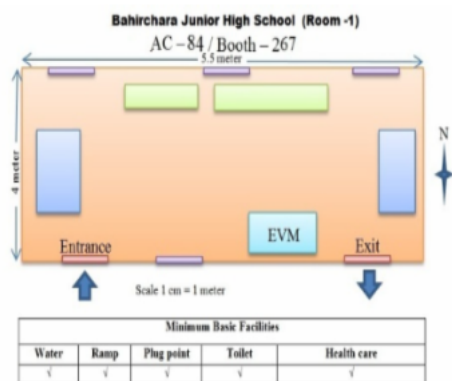 Bahirchara Junior High School (Room -1)
AC – 84 / Booth – 267
5.5 meter
4 meter
N
EVM
Entrance
Exit
Scale 1 cm = 1 meter
Minimum Basic Facilities
Water Ramp Plug point Toilet Health care
√ √ √ √ √